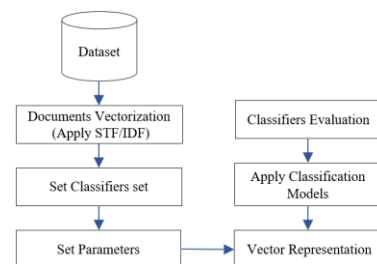 Dataset
Documents Vectorization
(Apply STF/IDF)
Set Classifiers set
Set Parameters
Classifiers Evaluation
Apply Classification
Models
Vector Representation